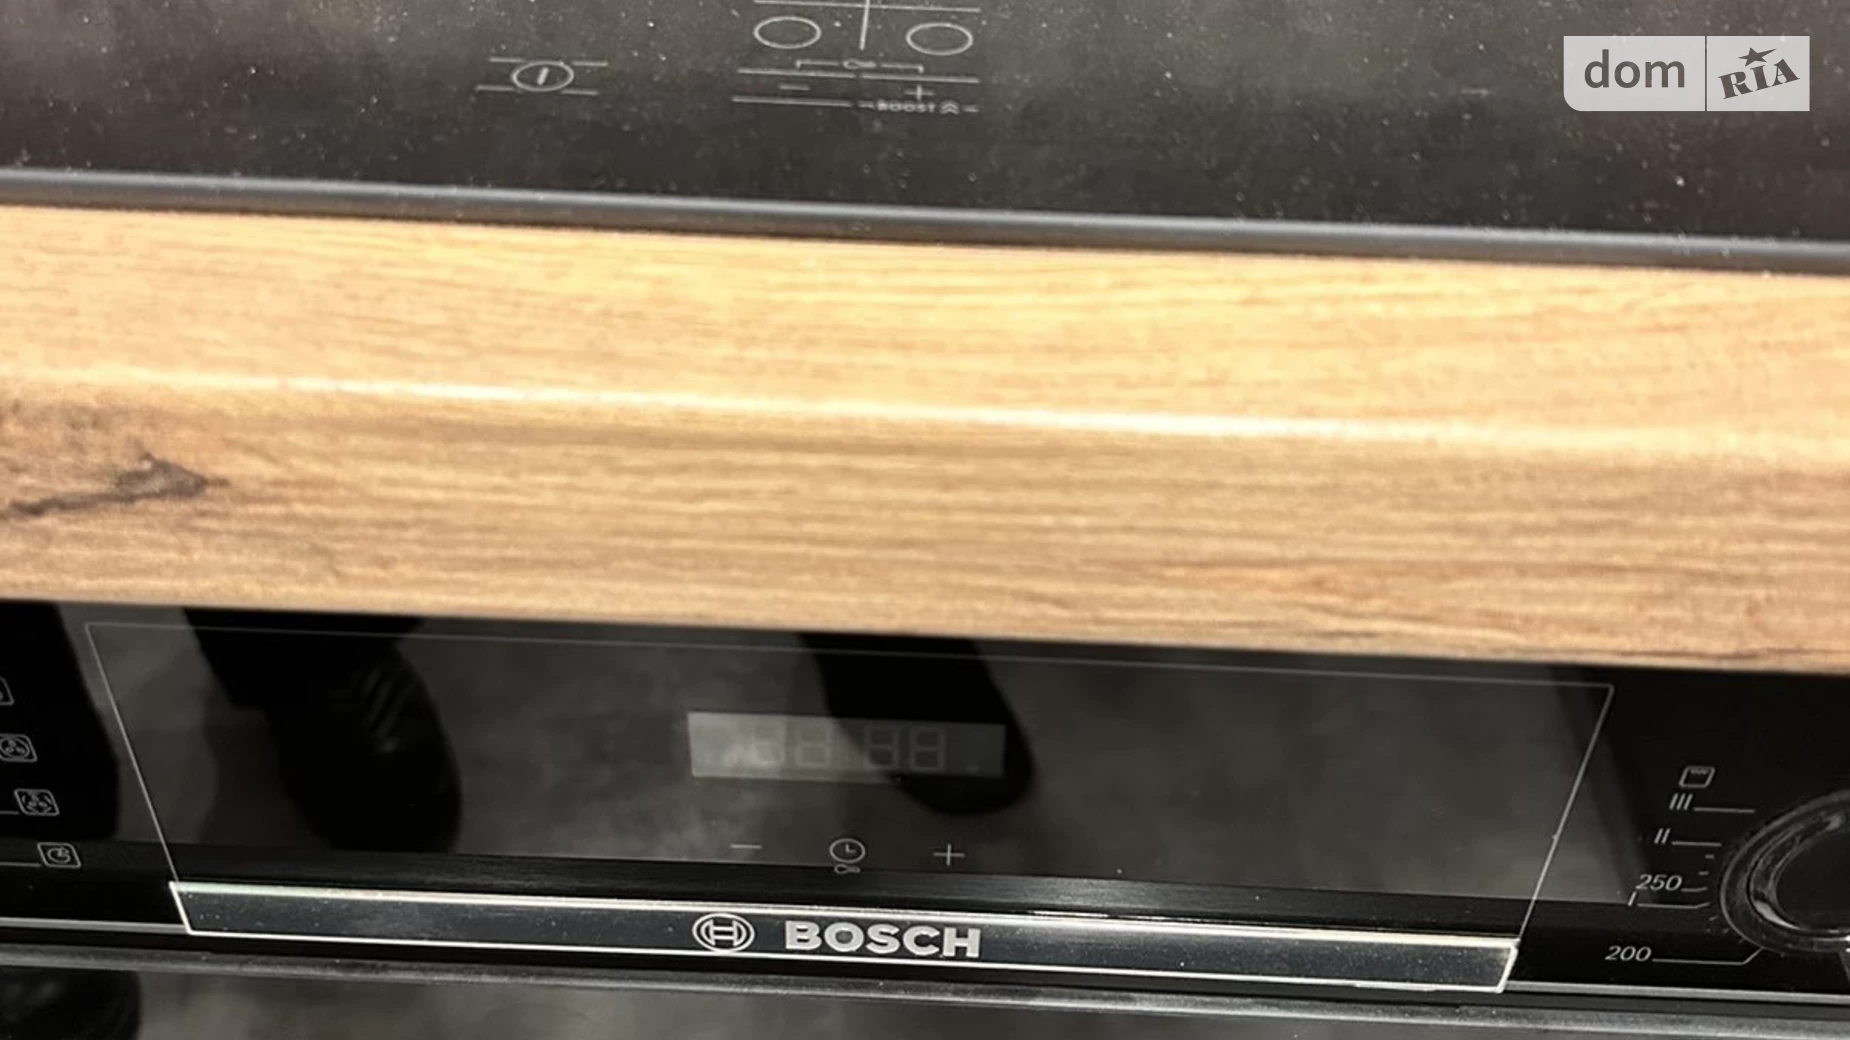 dom RIA
BOOST
III
II
250
BOSCH
200